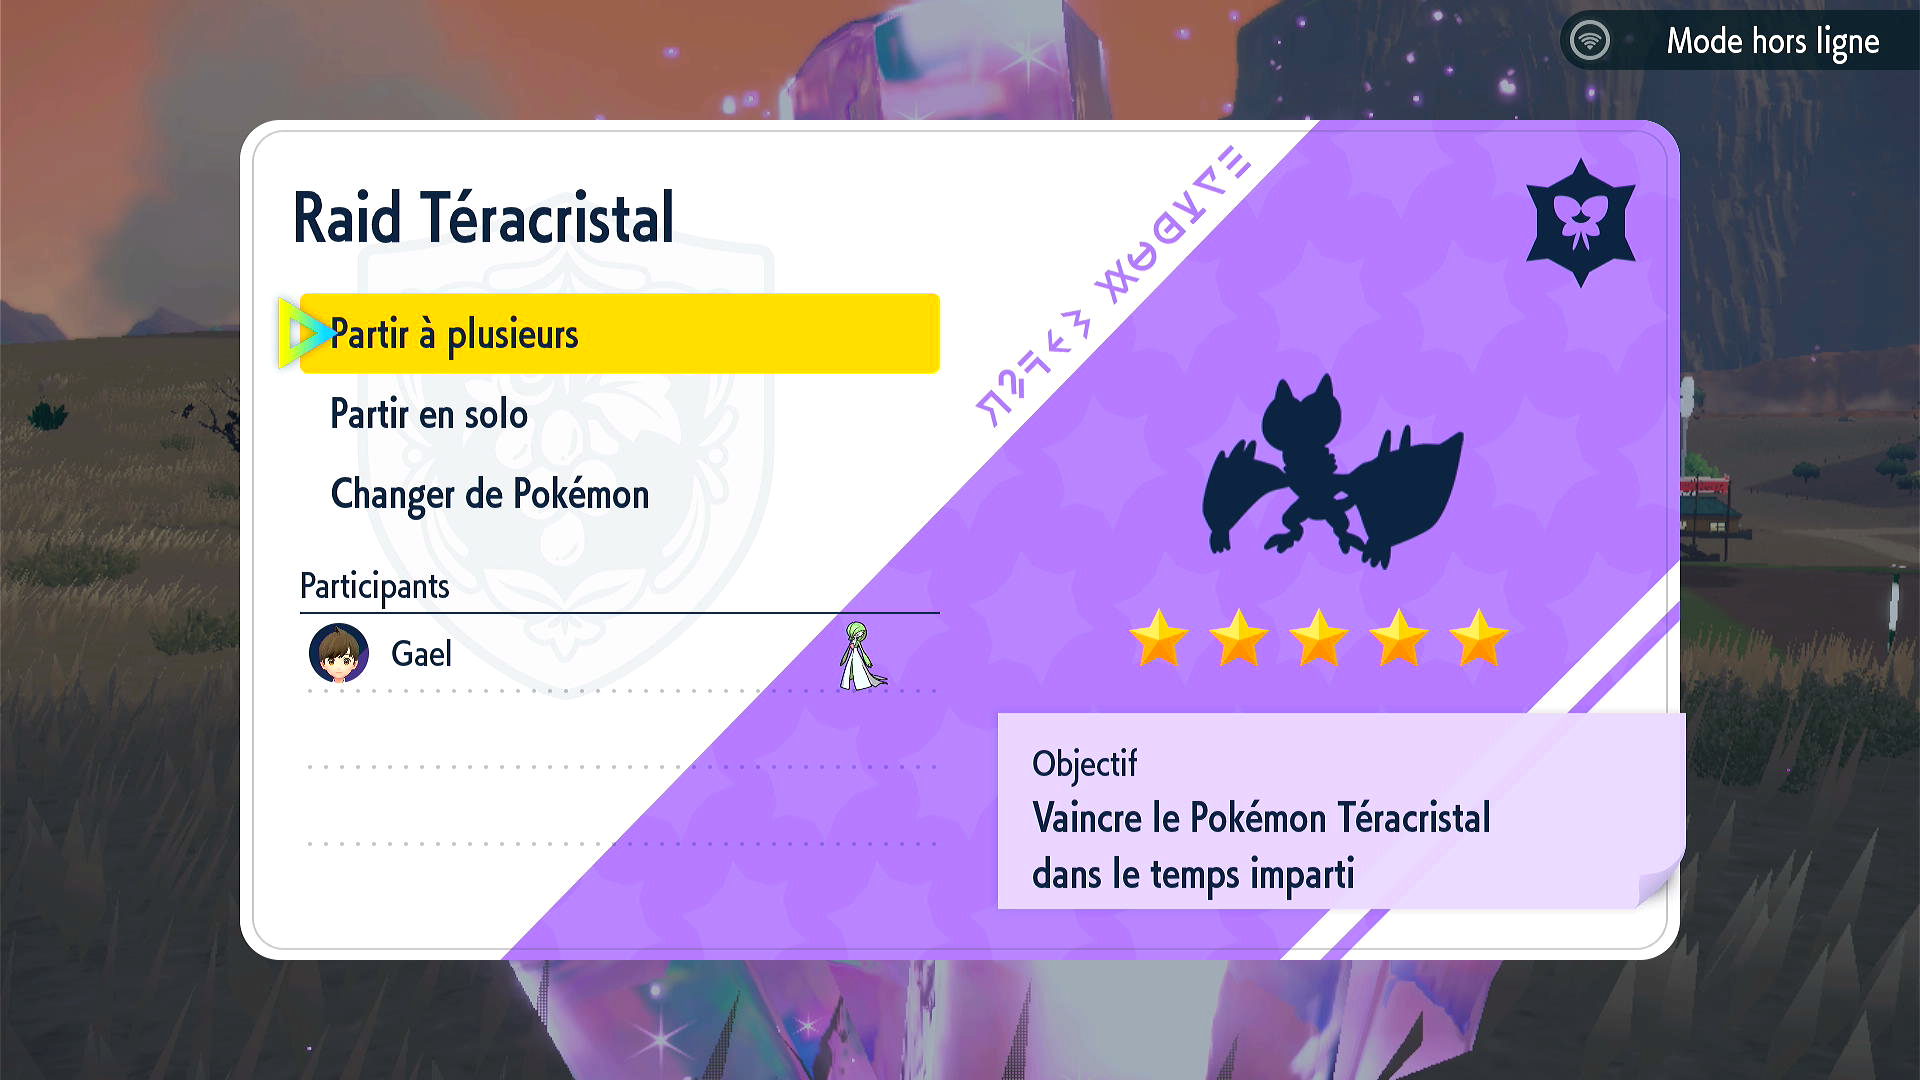 Mode hors ligne
Raid Téracristal
Partir à plusieurs
Partir en solo
Changer de Pokémon
Participants
Gael
Objectif
Vaincre le Pokémon Téracristal
dans le temps imparti